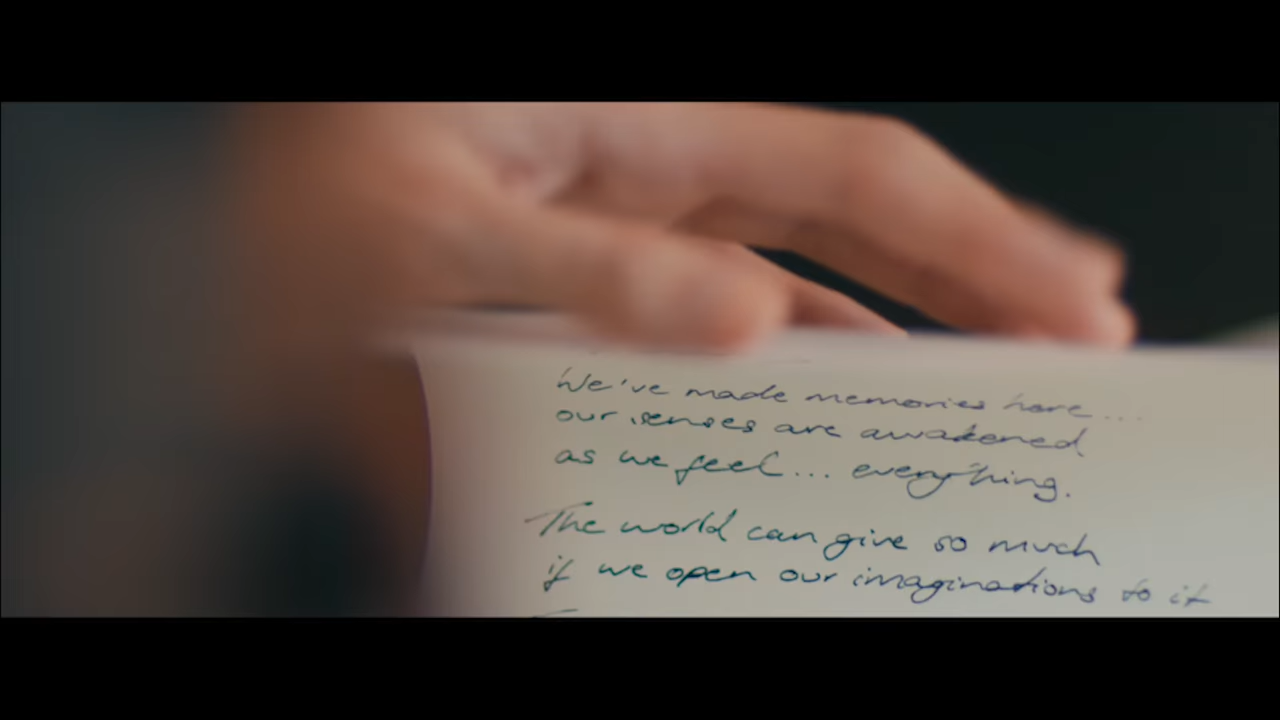 We've made memories here...
our senses are awakened
as we feel... everything.
The world can give so much
if we open our imaginations to it